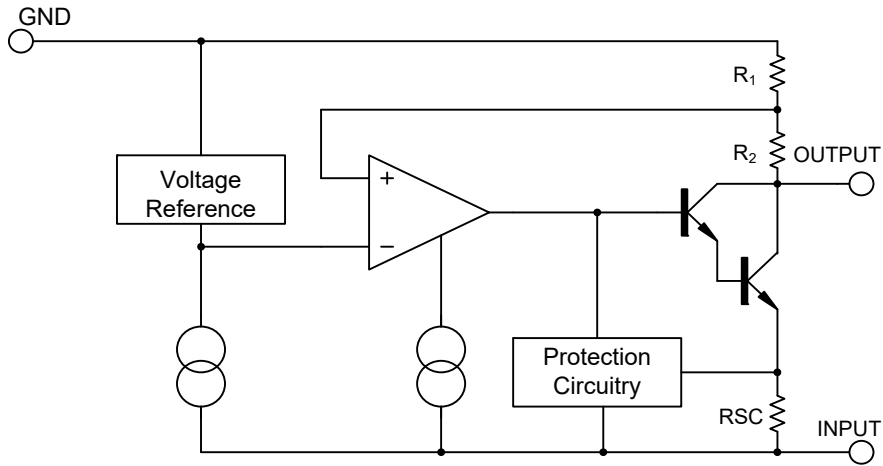 GND
R₁
R₂
OUTPUT
Voltage
Reference
+
−
Protection
Circuitry
RSC
INPUT